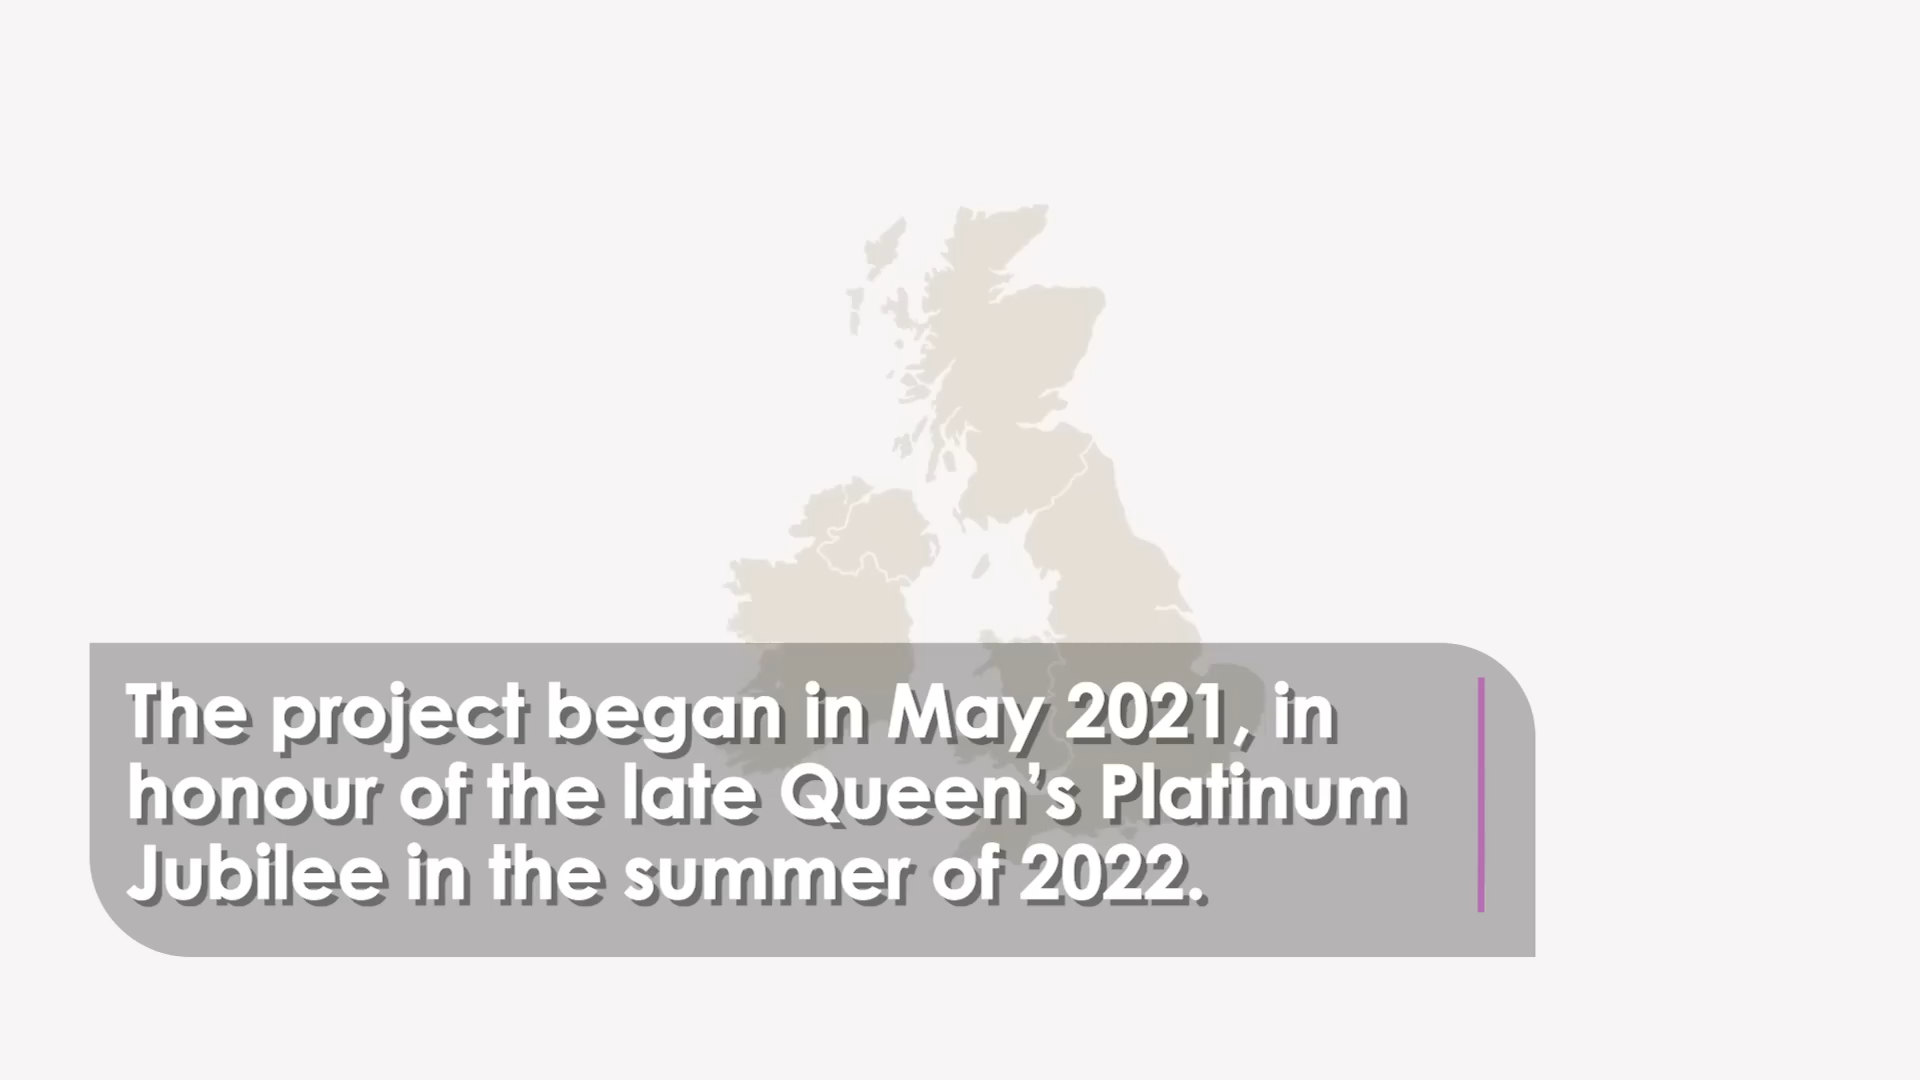 The project began in May 2021, in
honour of the late Queen’s Platinum
Jubilee in the summer of 2022.